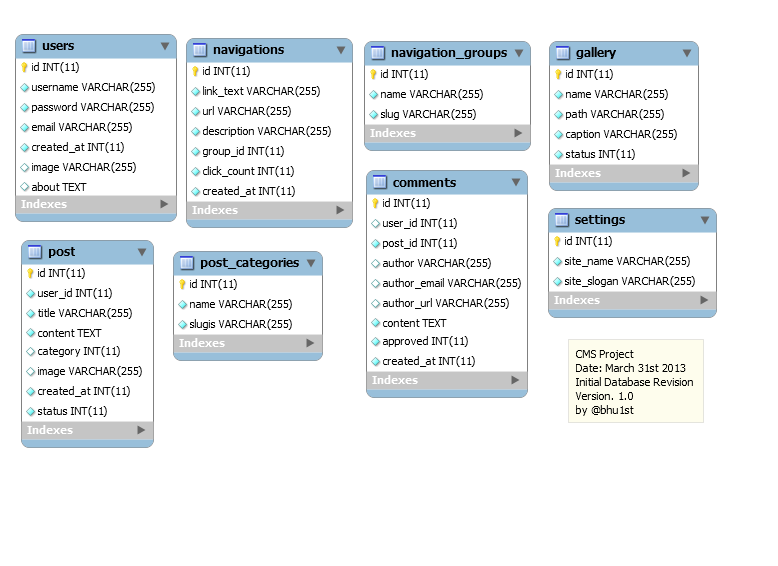 users
id INT(11)
username VARCHAR(255)
password VARCHAR(255)
email VARCHAR(255)
created_at INT(11)
image VARCHAR(255)
about TEXT
Indexes
navigations
id INT(11)
link_text VARCHAR(255)
url VARCHAR(255)
description VARCHAR(255)
group_id INT(11)
click_count INT(11)
created_at INT(11)
Indexes
navigation_groups
id INT(11)
name VARCHAR(255)
slug VARCHAR(255)
Indexes
gallery
id INT(11)
name VARCHAR(255)
path VARCHAR(255)
caption VARCHAR(255)
status INT(11)
Indexes
post
id INT(11)
user_id INT(11)
title VARCHAR(255)
content TEXT
category INT(11)
image VARCHAR(255)
created_at INT(11)
status INT(11)
Indexes
post_categories
id INT(11)
name VARCHAR(255)
slugis VARCHAR(255)
Indexes
comments
id INT(11)
user_id INT(11)
post_id INT(11)
author VARCHAR(255)
author_email VARCHAR(255)
author_url VARCHAR(255)
content TEXT
approved INT(11)
created_at INT(11)
Indexes
settings
id INT(11)
site_name VARCHAR(255)
site_slogan VARCHAR(255)
Indexes
CMS Project
Date: March 31st 2013
Initial Database Revision
Version. 1.0
by @bhu1st